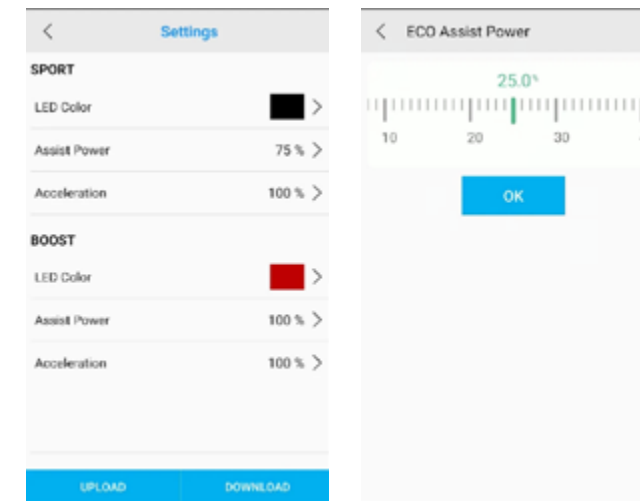 Settings
SPORT
LED Color
Assist Power 75 %
Acceleration 100 %
BOOST
LED Color
Assist Power 100 %
Acceleration 100 %
UPLOAD DOWNLOAD
ECO Assist Power
25.0%
10 20 30
OK